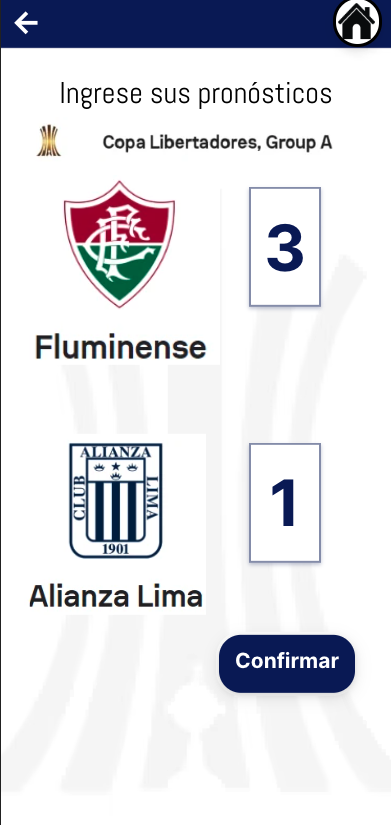 Ingrese sus pronósticos
Copa Libertadores, Group A
3
Fluminense
ALIANZA
CLUB
LIMA
1901
1
Alianza Lima
Confirmar